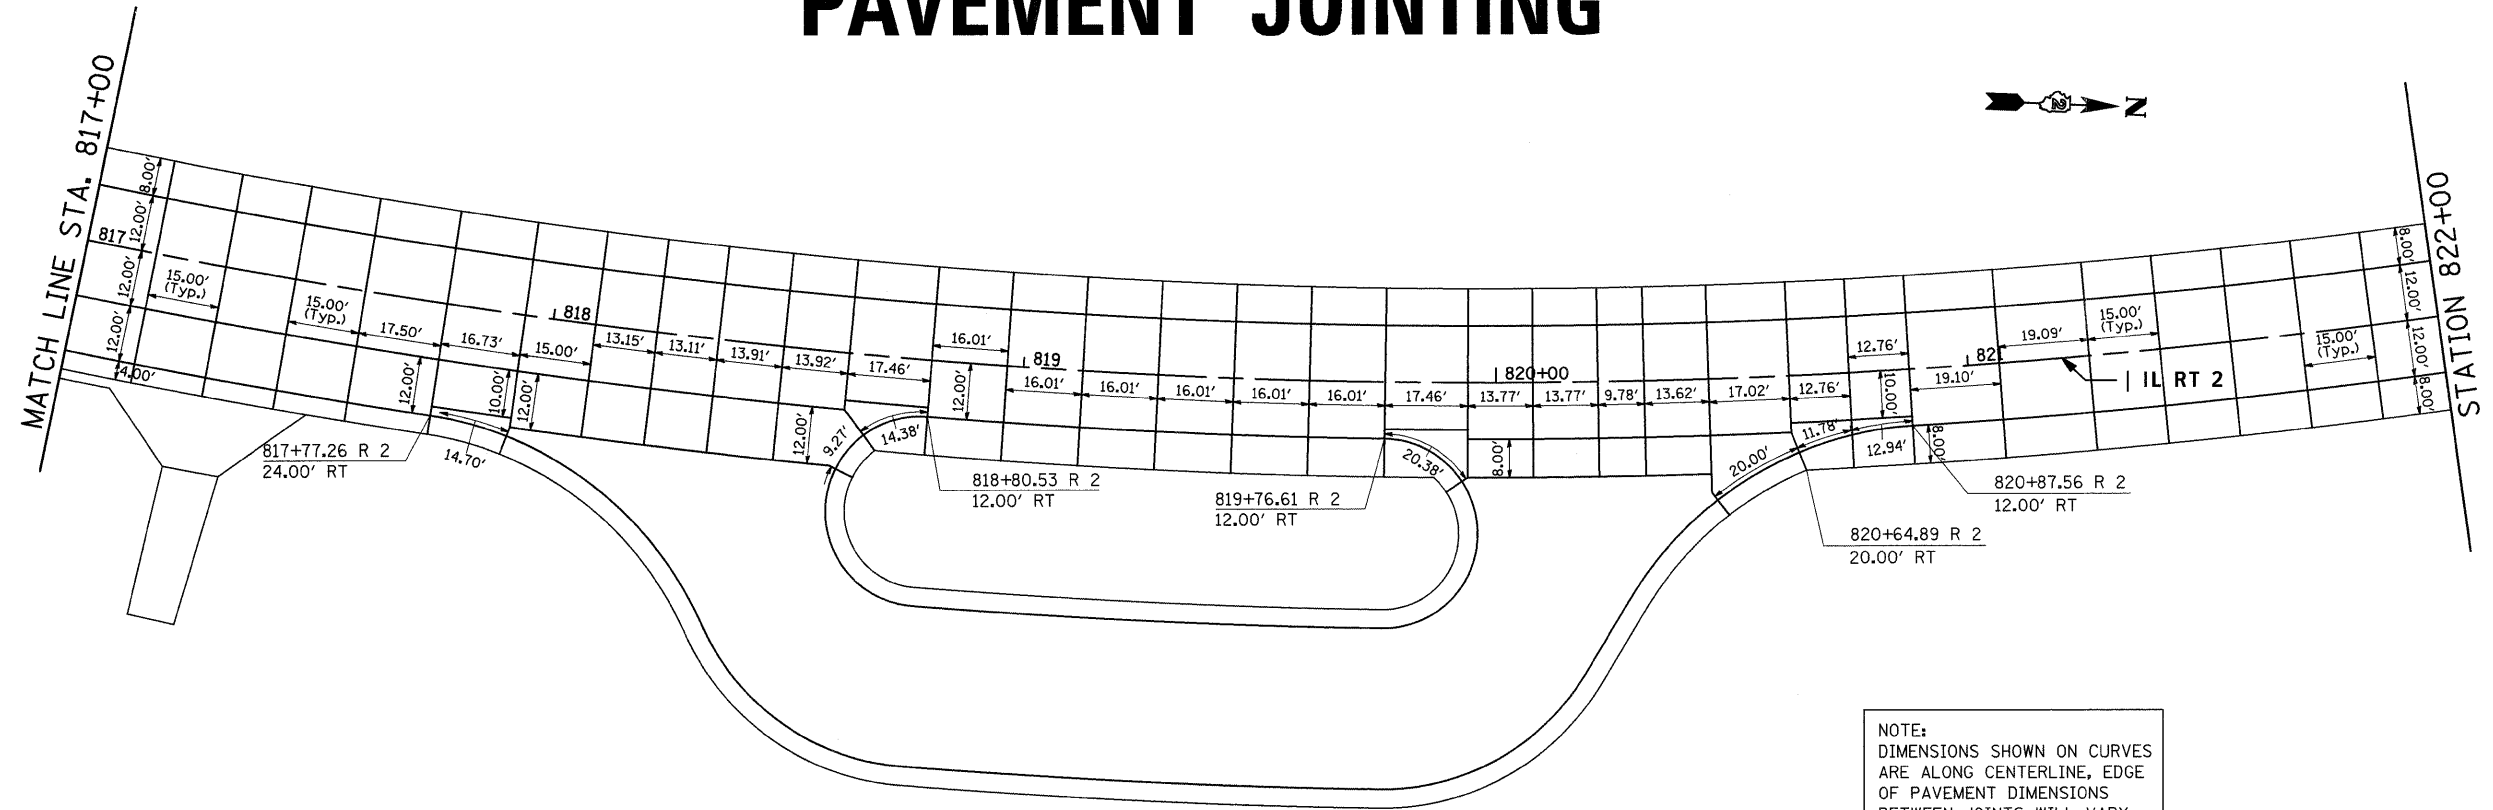 PAVEMENT JOINTING
MATCH LINE STA. 817+00
STATION 822+00
N
2
817
818
819
820+00
82
IL RT 2
8.00'
12.00'
12.00'
12.00'
4.00'
15.00'
(Typ.)
15.00'
(Typ.)
17.50'
16.73'
15.00'
13.15'
13.11'
13.91'
13.92'
17.46'
16.01'
16.01'
16.01'
16.01'
16.01'
16.01'
17.46'
13.77'
13.77'
9.78'
13.62'
17.02'
12.76'
12.76'
19.10'
19.09'
15.00'
(Typ.)
15.00'
(Typ.)
8.00'
12.00'
12.00'
8.00'
12.00'
10.00'
12.00'
12.00'
9.27'
14.38'
12.00'
14.70'
20.38'
8.00'
20.00'
11.78'
12.94'
10.00'
8.00'
817+77.26 R 2
24.00' RT
818+80.53 R 2
12.00' RT
819+76.61 R 2
12.00' RT
820+87.56 R 2
12.00' RT
820+64.89 R 2
20.00' RT
NOTE:
DIMENSIONS SHOWN ON CURVES
ARE ALONG CENTERLINE, EDGE
OF PAVEMENT DIMENSIONS
BETWEEN JOINTS WILL VARY